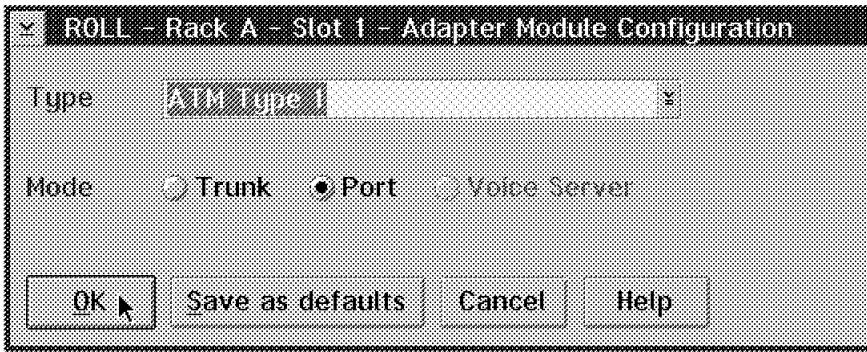 ROLL - Rack A - Slot 1 - Adapter Module Configuration
Type ATM Type 1
Mode Trunk Port Voice Server
OK Save as defaults Cancel Help